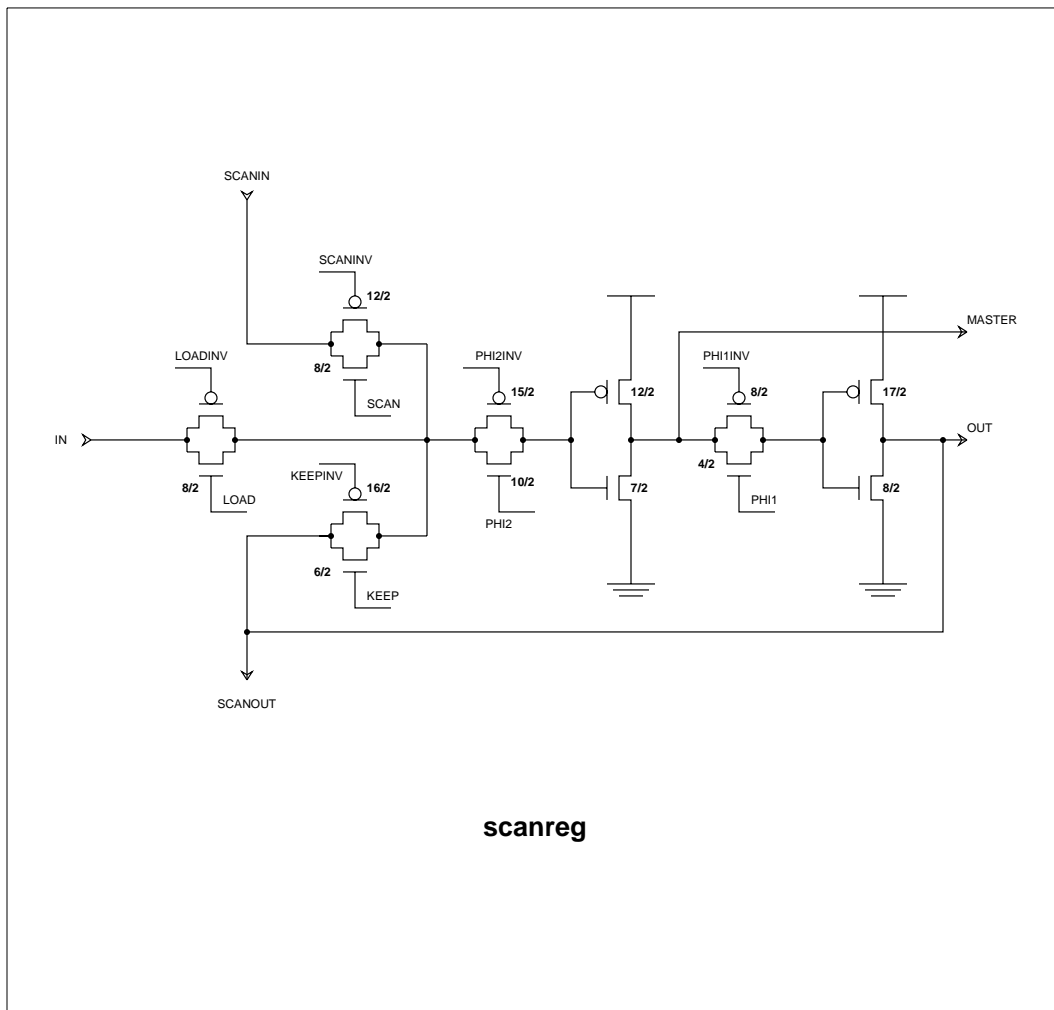 SCANIN
SCANINV
12/2
MASTER
LOADINV
8/2
PHI2INV
PHI1INV
15/2
12/2
8/2
17/2
SCAN
IN
OUT
KEEPINV
16/2
4/2
8/2
LOAD
10/2
7/2
PHI2
PHI1
8/2
6/2
KEEP
SCANOUT
scanreg